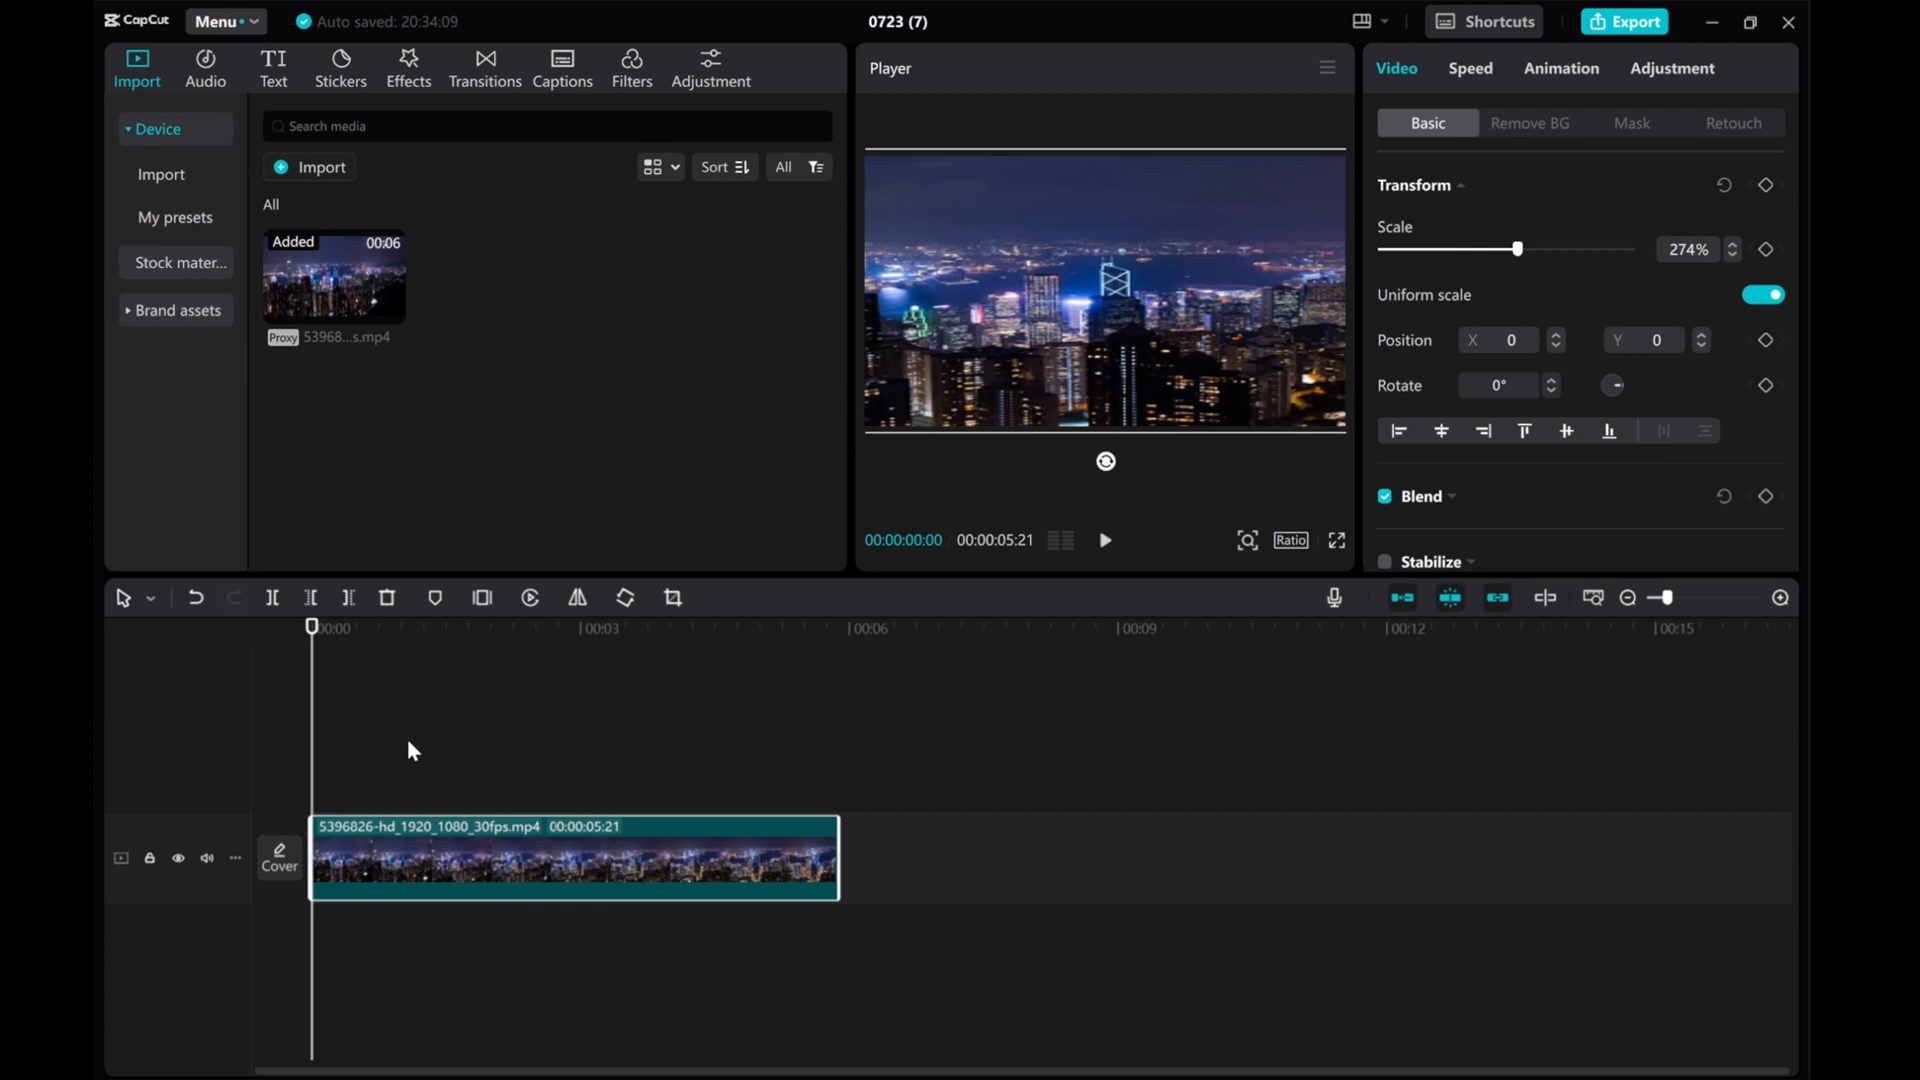 CapCut
Menu
Auto saved: 20:34:09
0723 (7)
Shortcuts
Export
Import
Audio
TI
Text
Stickers
Effects
Transitions
Captions
Filters
Adjustment
Player
Video
Speed
Animation
Adjustment
Device
Import
My presets
Stock mater...
Brand assets
Search media
Import
Sort
All
All
Added
00:06
Proxy
53968...s.mp4
00:00:00:00
00:00:05:21
Ratio
Basic
Remove BG
Mask
Retouch
Transform
Scale
274%
Uniform scale
Position
X
0
Y
0
Rotate
0°
Blend
Stabilize
00:00
00:03
00:06
00:09
00:12
00:15
Cover
5396826-hd_1920_1080_30fps.mp4 00:00:05:21